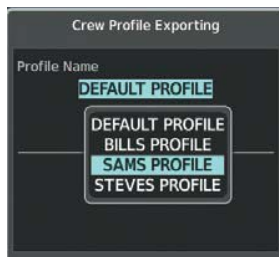 Crew Profile Exporting
Profile Name
DEFAULT PROFILE
DEFAULT PROFILE
BILLS PROFILE
SAMS PROFILE
STEVES PROFILE